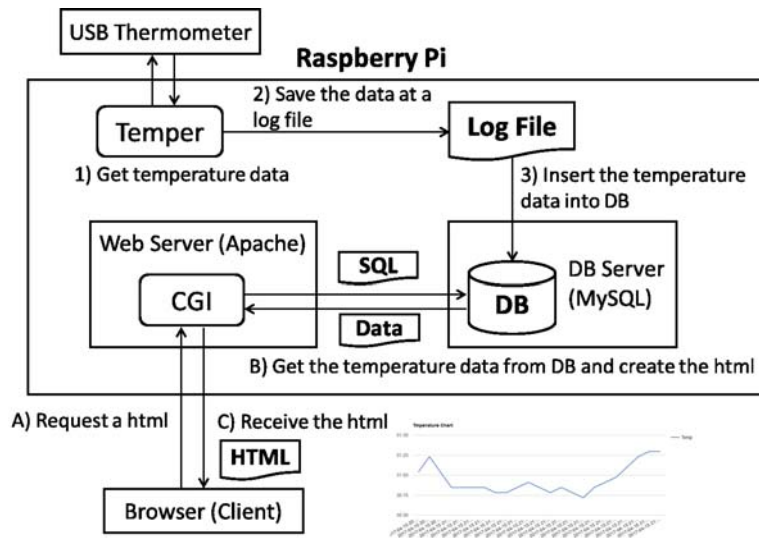 USB Thermometer
Raspberry Pi
2) Save the data at a
log file
Temper
Log File
1) Get temperature data
3) Insert the temperature
data into DB
Web Server (Apache)
SQL
DB Server
(MySQL)
CGI
DB
Data
B) Get the temperature data from DB and create the html
A) Request a html
C) Receive the html
HTML
Temperature Chart
Temp
Browser (Client)